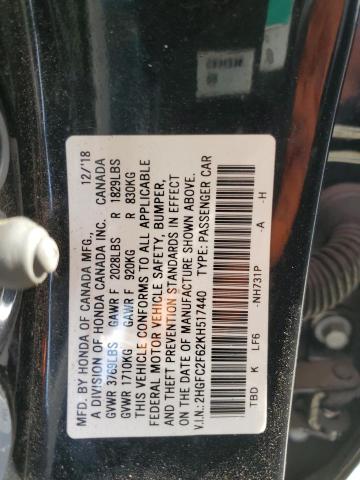 MFD. BY HONDA OF CANADA MFG., 12/18
A DIVISION OF HONDA CANADA INC. CANADA
GVWR 3769LBS GAWR F 2028LBS R 1829LBS
GVWR 1710KG GAWR F 920KG R 830KG
THIS VEHICLE CONFORMS TO ALL APPLICABLE
FEDERAL MOTOR VEHICLE SAFETY, BUMPER,
AND THEFT PREVENTION STANDARDS IN EFFECT
ON THE DATE OF MANUFACTURE SHOWN ABOVE.
V.I.N.: 2HGFC2F62KH517440 TYPE: PASSENGER CAR
TBD K LF6 -NH731P -A -H